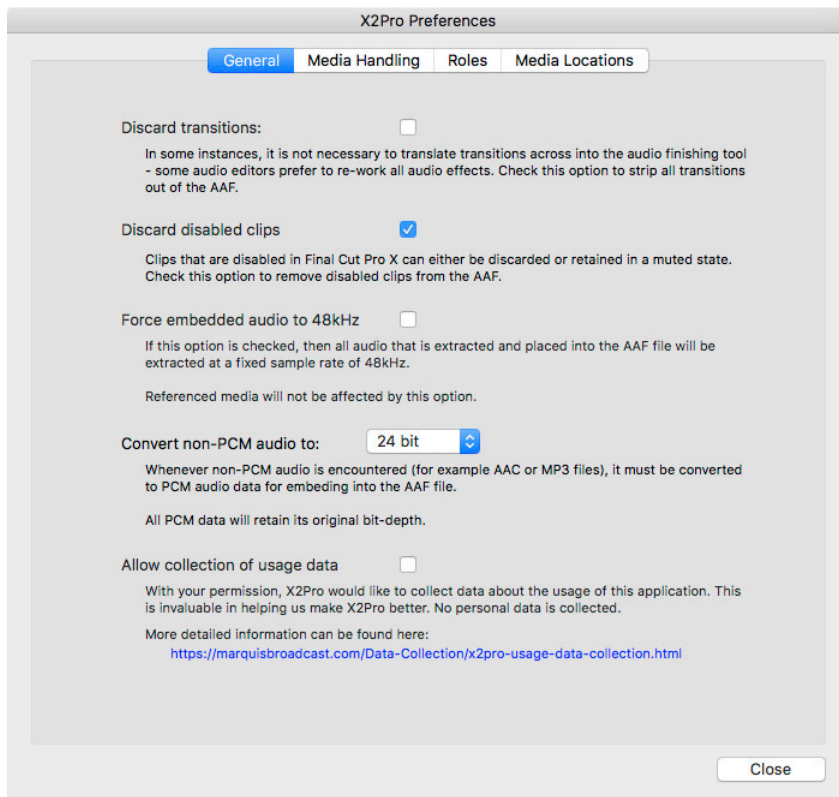 X2Pro Preferences
General Media Handling Roles Media Locations
Discard transitions:
In some instances, it is not necessary to translate transitions across into the audio finishing tool
- some audio editors prefer to re-work all audio effects. Check this option to strip all transitions
out of the AAF.
Discard disabled clips
Clips that are disabled in Final Cut Pro X can either be discarded or retained in a muted state.
Check this option to remove disabled clips from the AAF.
Force embedded audio to 48kHz
If this option is checked, then all audio that is extracted and placed into the AAF file will be
extracted at a fixed sample rate of 48kHz.
Referenced media will not be affected by this option.
Convert non-PCM audio to: 24 bit
Whenever non-PCM audio is encountered (for example AAC or MP3 files), it must be converted
to PCM audio data for embeding into the AAF file.
All PCM data will retain its original bit-depth.
Allow collection of usage data
With your permission, X2Pro would like to collect data about the usage of this application. This
is invaluable in helping us make X2Pro better. No personal data is collected.
More detailed information can be found here:
https://marquisbroadcast.com/Data-Collection/x2pro-usage-data-collection.html
Close